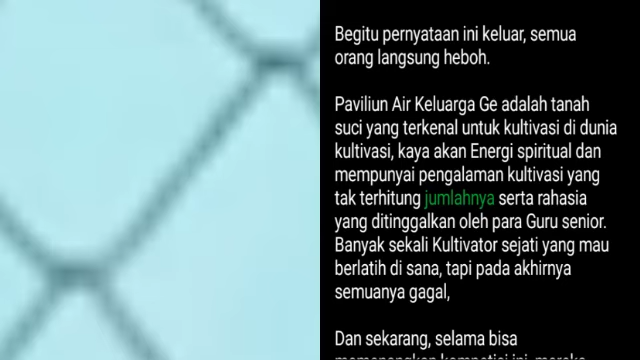 Begitu pernyataan ini keluar, semua
orang langsung heboh.
Paviliun Air Keluarga Ge adalah tanah
suci yang terkenal untuk kultivasi di dunia
kultivasi, kaya akan Energi spiritual dan
mempunyai pengalaman kultivasi yang
tak terhitung jumlahnya serta rahasia
yang ditinggalkan oleh para Guru senior.
Banyak sekali Kultivator sejati yang mau
berlatih di sana, tapi pada akhirnya
semuanya gagal,
Dan sekarang, selama bisa